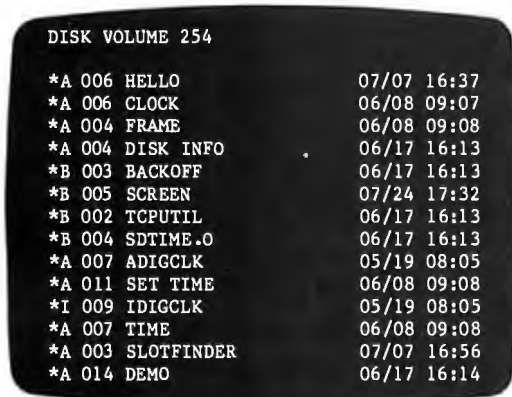 DISK VOLUME 254
*A 006 HELLO 07/07 16:37
*A 006 CLOCK 06/08 09:07
*A 004 FRAME 06/08 09:08
*A 004 DISK INFO 06/17 16:13
*B 003 BACKOFF 06/17 16:13
*B 005 SCREEN 07/24 17:32
*B 002 TCPUTIL 06/17 16:13
*B 004 SDTIME.O 06/17 16:13
*A 007 ADIGCLK 05/19 08:05
*A 011 SET TIME 06/08 09:08
*I 009 IDIGCLK 05/19 08:05
*A 007 TIME 06/08 09:08
*A 003 SLOTFINDER 07/07 16:56
*A 014 DEMO 06/17 16:14